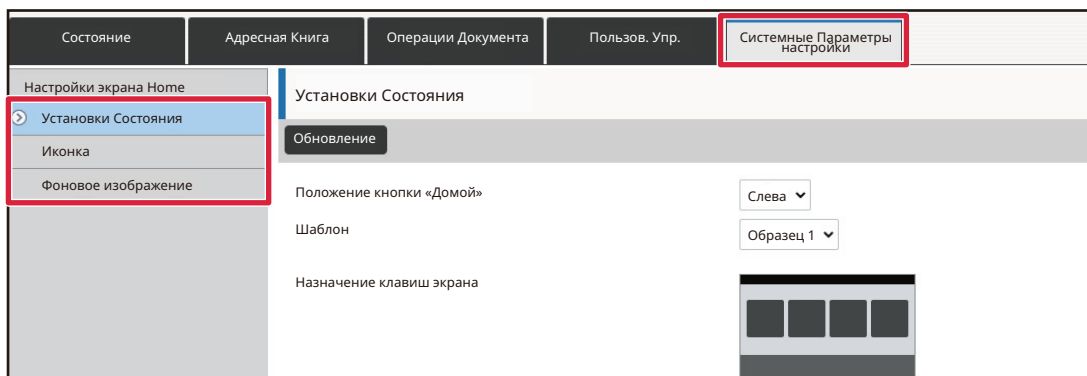 Состояние
Адресная Книга
Операции Документа
Пользов. Упр.
Системные Параметры
настройки
Настройки экрана Home
Установки Состояния
Иконка
Фоновое изображение
Установки Состояния
Обновление
Положение кнопки «Домой»
Слева
Шаблон
Образец 1
Назначение клавиш экрана